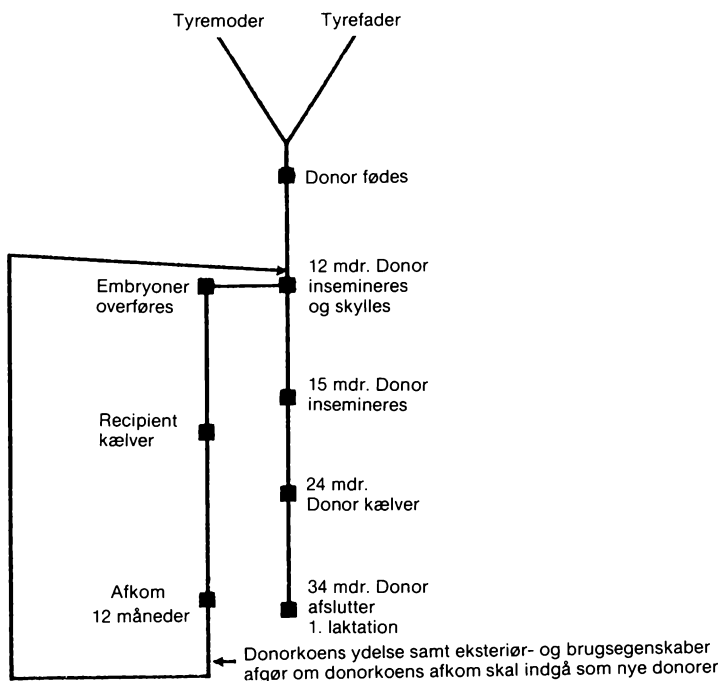 Tyremoder Tyrefader
Donor fødes
12 mdr. Donor
insemineres
og skylles
Embryoner
overføres
15 mdr. Donor
insemineres
Recipient
kælver
24 mdr.
Donor kælver
Afkom
12 måneder
34 mdr. Donor
afslutter
1. laktation
Donorkoens ydelse samt eksteriør- og brugsegenskaber
afgør om donorkoens afkom skal indgå som nye donorer